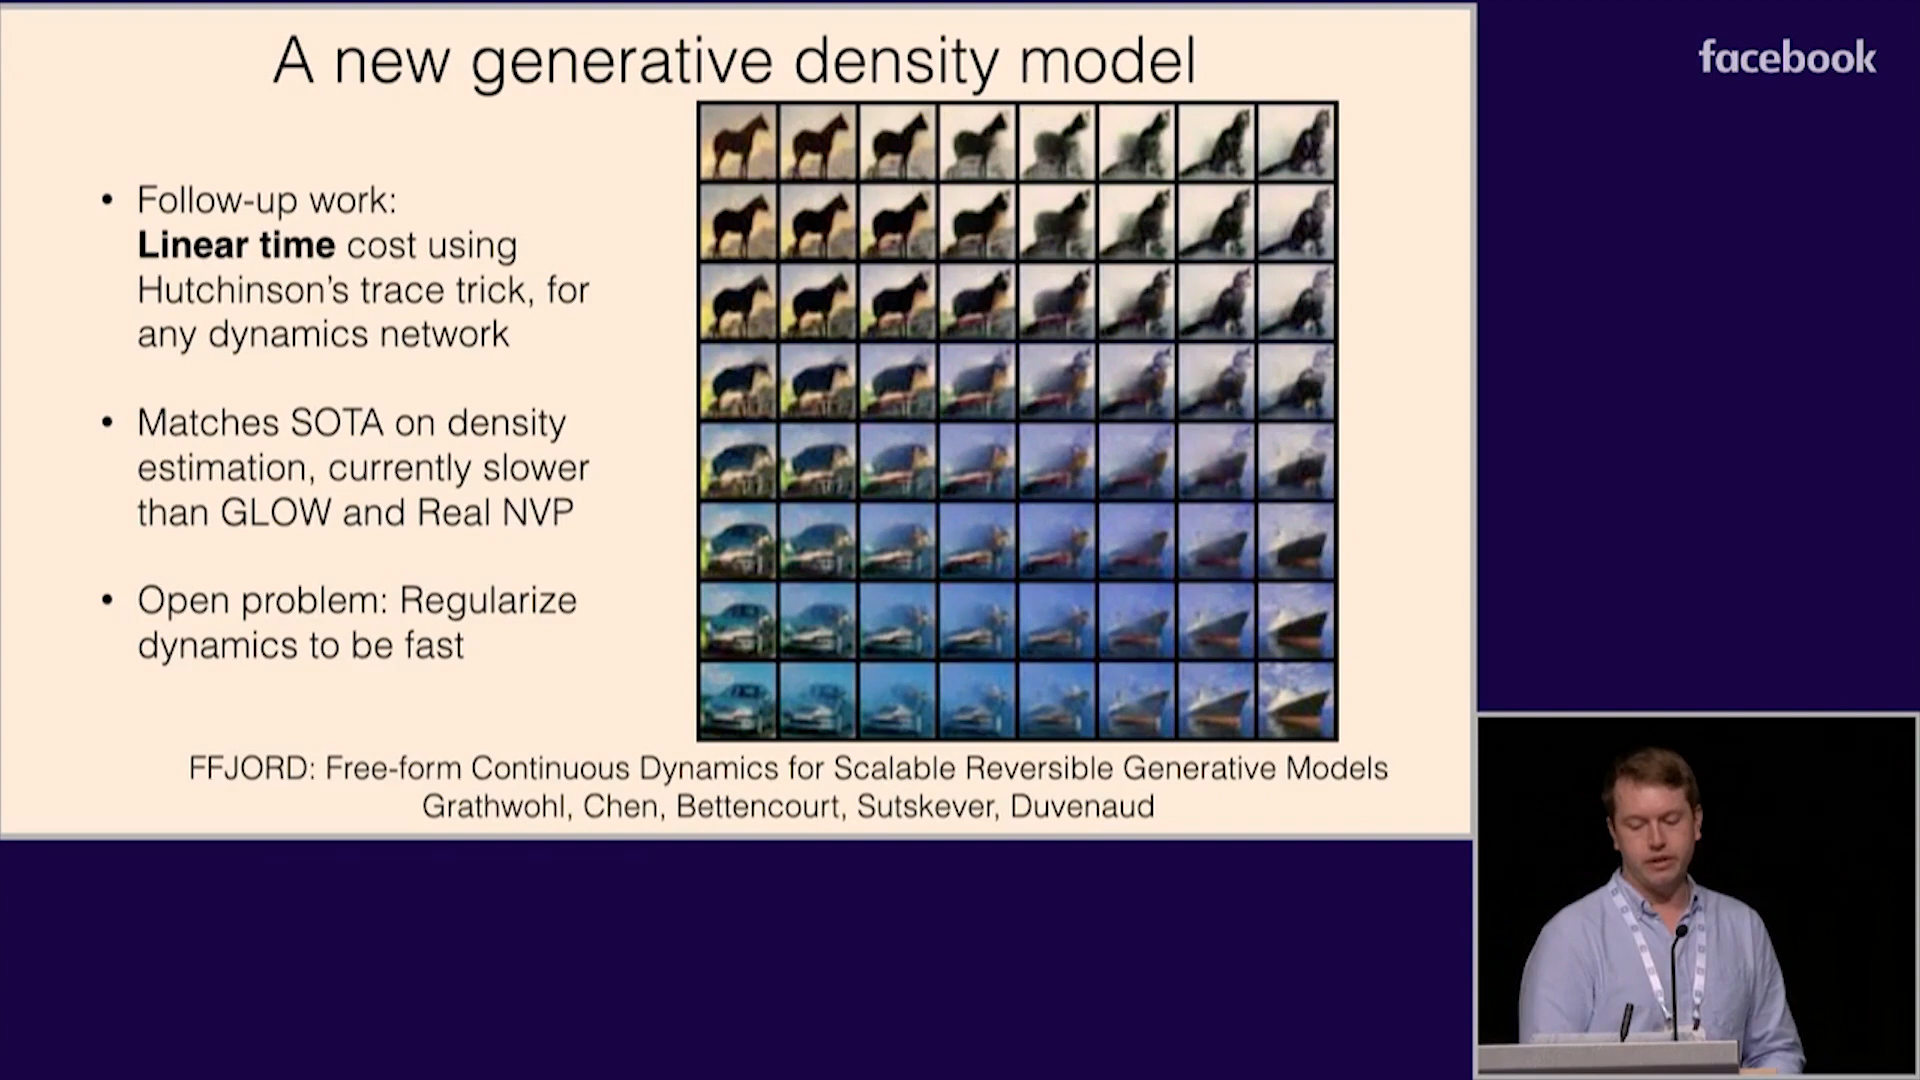 A new generative density model
facebook
• Follow-up work:
Linear time cost using
Hutchinson's trace trick, for
any dynamics network
• Matches SOTA on density
estimation, currently slower
than GLOW and Real NVP
• Open problem: Regularize
dynamics to be fast
FFJORD: Free-form Continuous Dynamics for Scalable Reversible Generative Models
Grathwohl, Chen, Bettencourt, Sutskever, Duvenaud